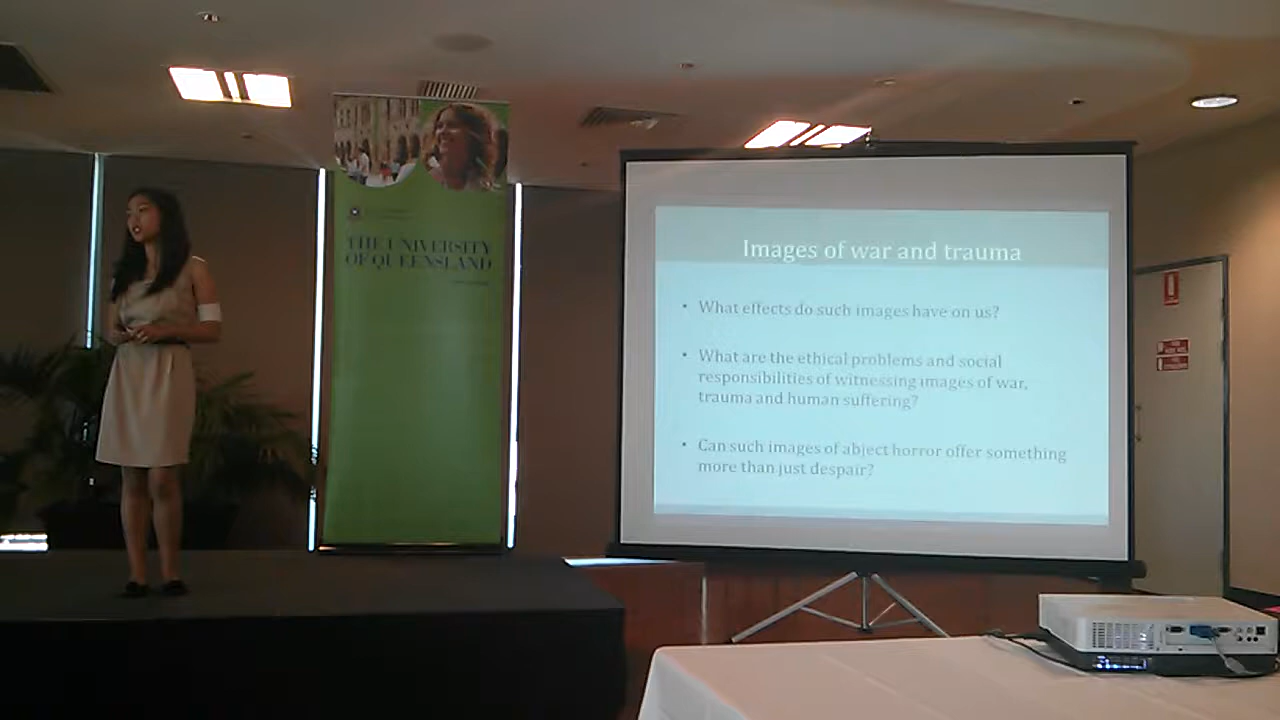 THE UNIVERSITY
OF QUEENSLAND
Images of war and trauma
• What effects do such images have on us?
• What are the ethical problems and social
responsibilities of witnessing images of war,
trauma and human suffering?
• Can such images of abject horror offer something
more than just despair?